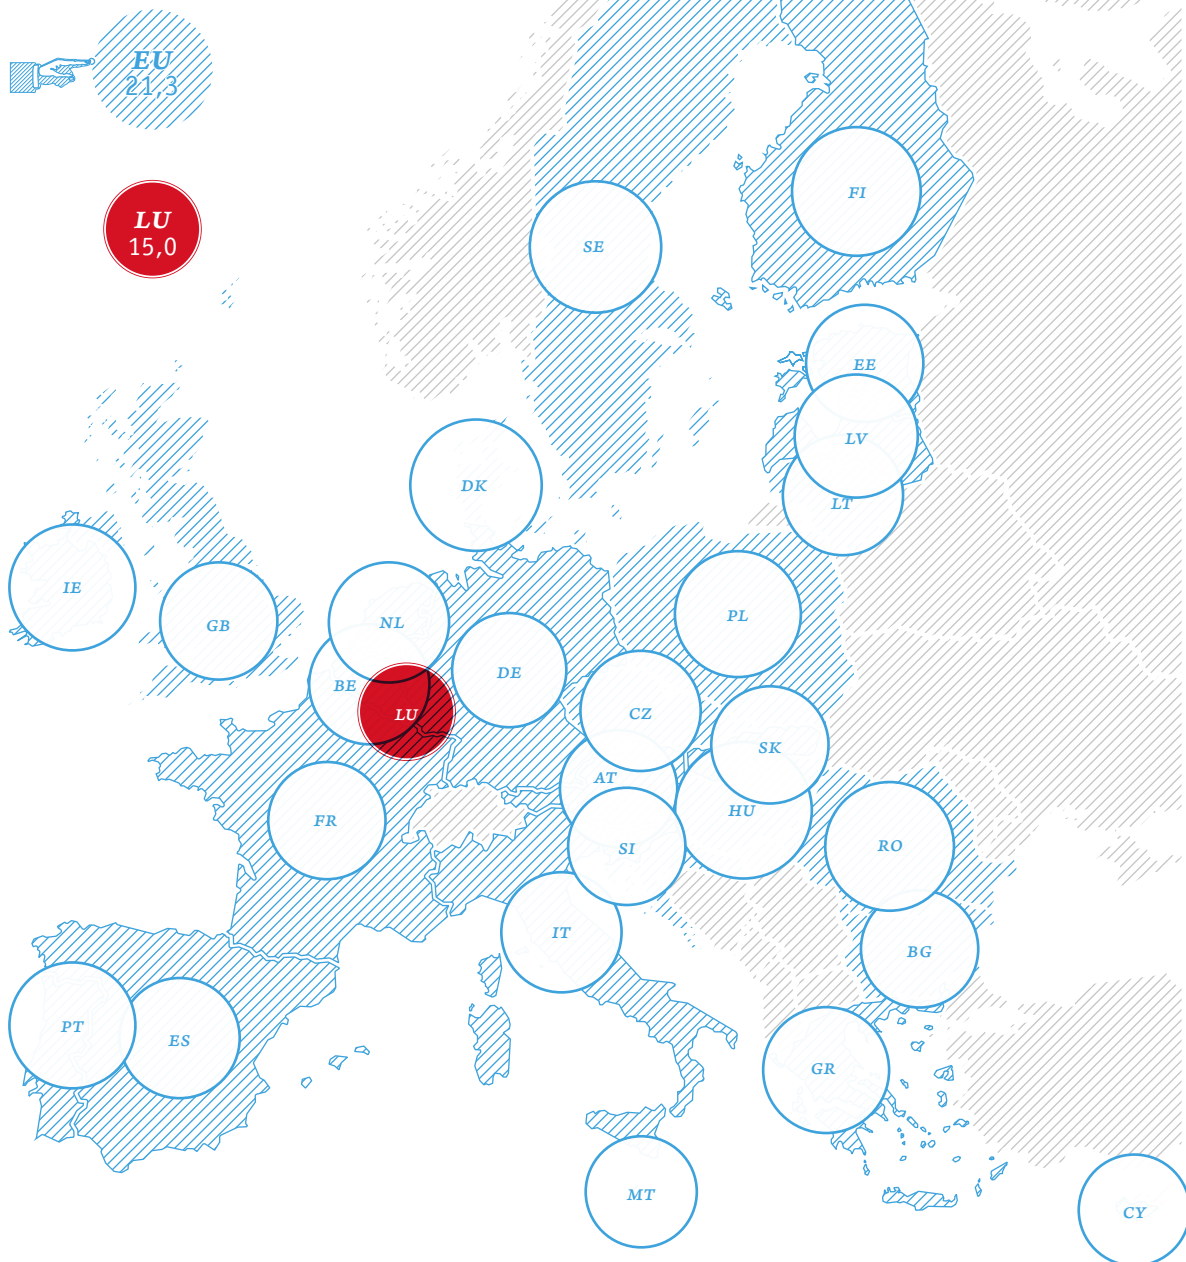 EU
21,3
LU
15,0
FI
SE
EE
LV
LT
DK
IE
GB
NL
BE
LU
DE
PL
CZ
SK
AT
HU
SI
FR
RO
IT
BG
PT
ES
GR
MT
CY